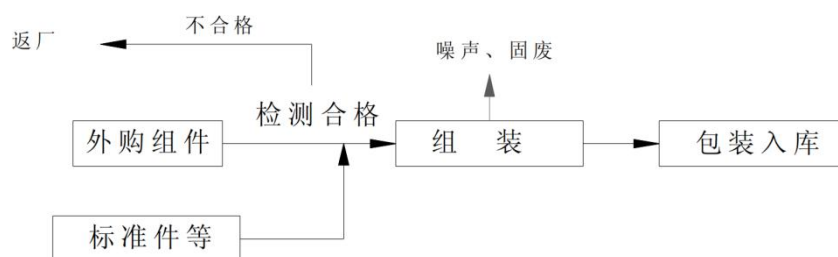 不合格
返厂
噪声、固废
检测合格
外购组件
组 装
包装入库
标准件等